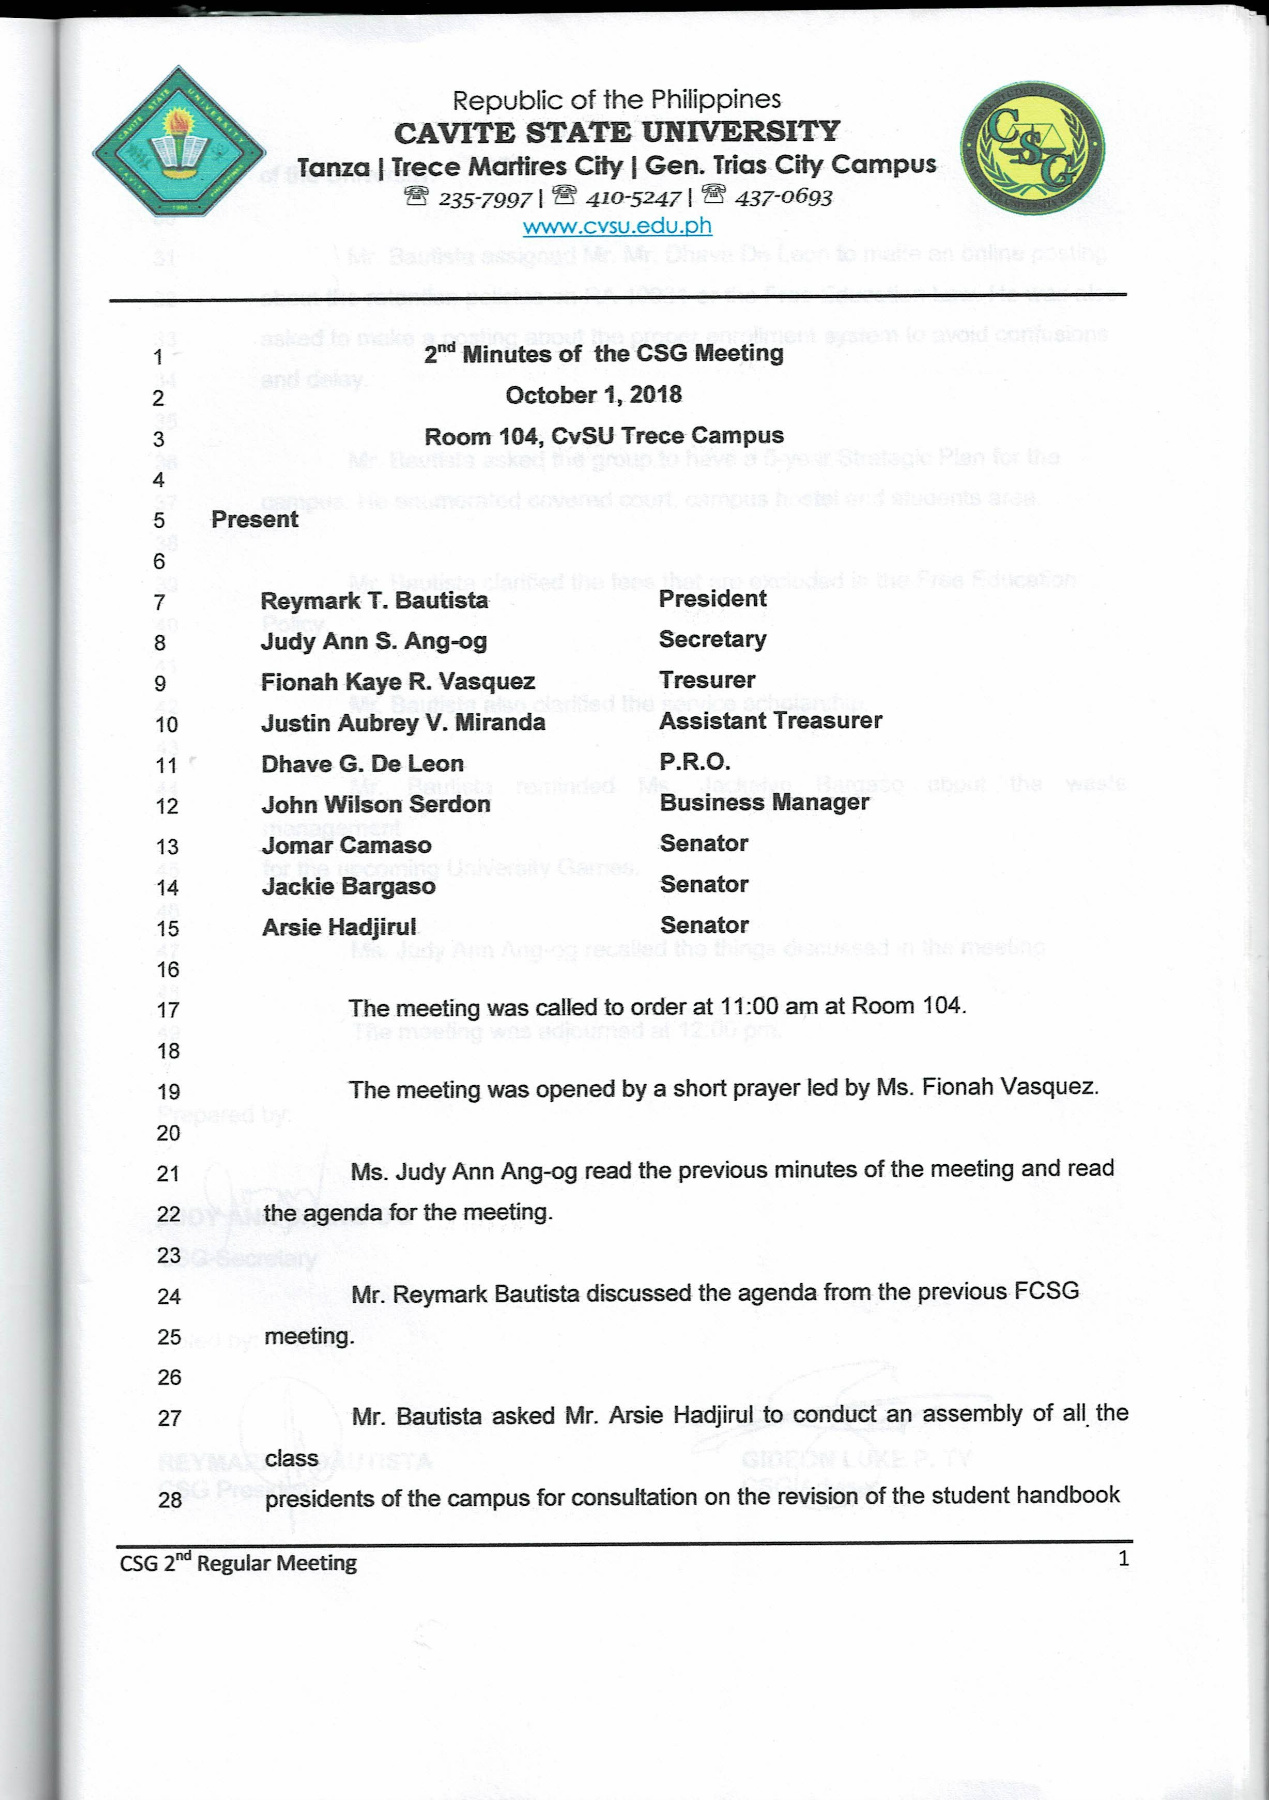 Republic of the Philippines
CAVITE STATE UNIVERSITY
Tanza | Trece Martires City | Gen. Trias City Campus
☏ 235-7997 | ☏ 410-5247 | ☏ 437-0693
www.cvsu.edu.ph
1 2nd Minutes of the CSG Meeting
2 October 1, 2018
3 Room 104, CvSU Trece Campus
4
5 Present
6
7 Reymark T. Bautista President
8 Judy Ann S. Ang-og Secretary
9 Fionah Kaye R. Vasquez Tresurer
10 Justin Aubrey V. Miranda Assistant Treasurer
11 Dhave G. De Leon P.R.O.
12 John Wilson Serdon Business Manager
13 Jomar Camaso Senator
14 Jackie Bargaso Senator
15 Arsie Hadjirul Senator
16
17 The meeting was called to order at 11:00 am at Room 104.
18
19 The meeting was opened by a short prayer led by Ms. Fionah Vasquez.
20
21 Ms. Judy Ann Ang-og read the previous minutes of the meeting and read
22 the agenda for the meeting.
23
24 Mr. Reymark Bautista discussed the agenda from the previous FCSG
25 meeting.
26
27 Mr. Bautista asked Mr. Arsie Hadjirul to conduct an assembly of all the
class
28 presidents of the campus for consultation on the revision of the student handbook
CSG 2nd Regular Meeting 1